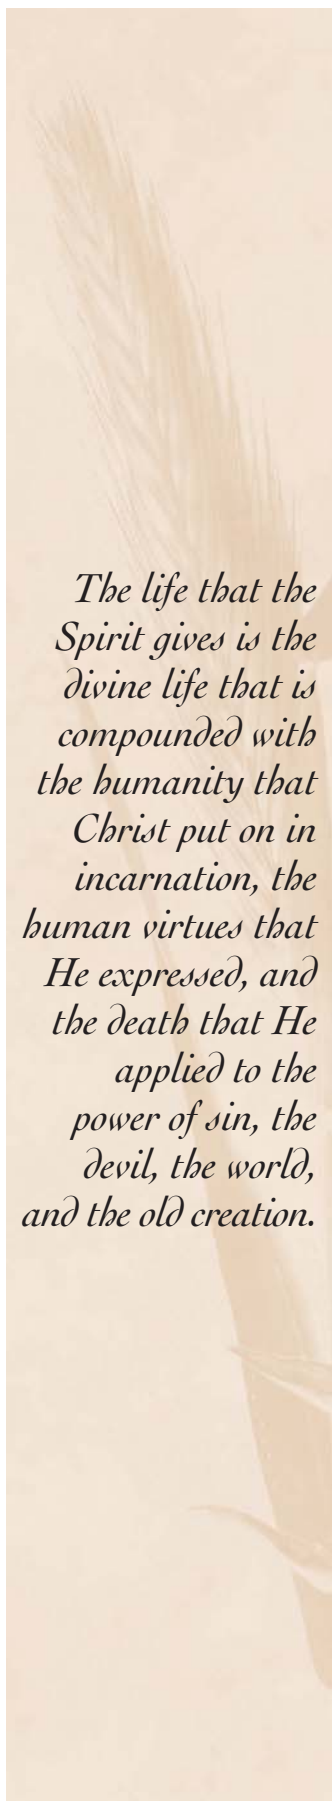 The life that the
Spirit gives is the
divine life that is
compounded with
the humanity that
Christ put on in
incarnation, the
human virtues that
He expressed, and
the death that He
applied to the
power of sin, the
devil, the world,
and the old creation.